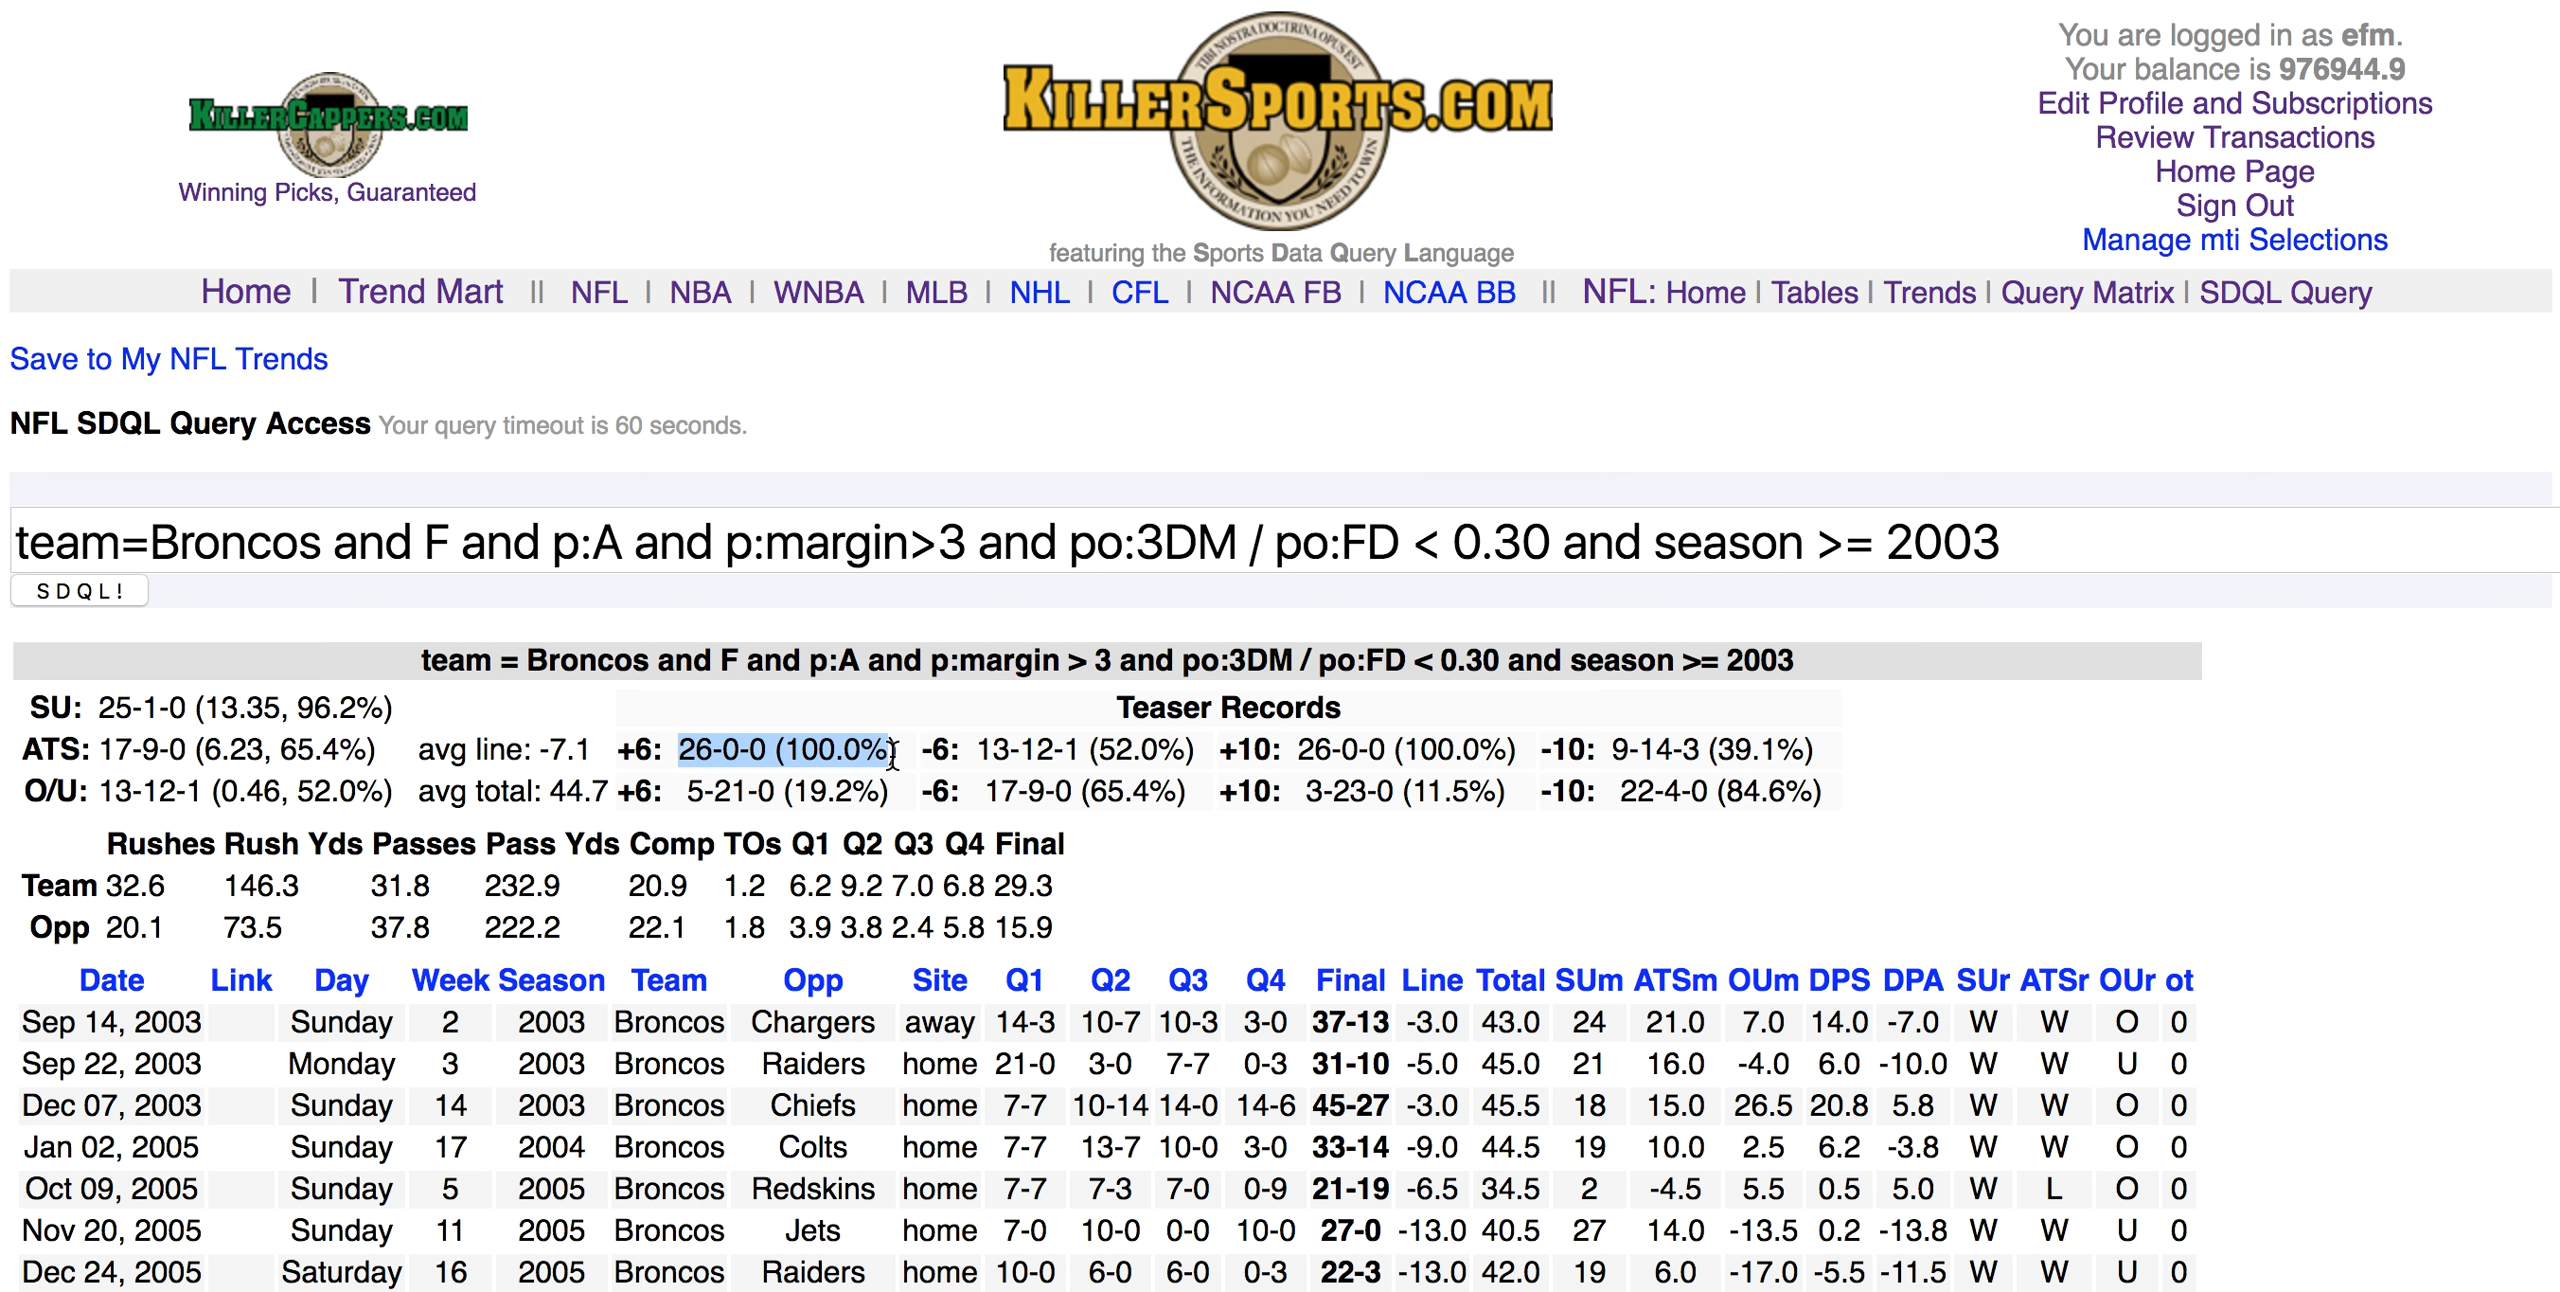 KILLERCAPPERS.COM
Winning Picks, Guaranteed
TIBI NOSTRA DOCTRINA OPUS EST
KILLERSPORTS.COM
THE INFORMATION YOU NEED TO WIN
featuring the Sports Data Query Language
You are logged in as efm.
Your balance is 976944.9
Edit Profile and Subscriptions
Review Transactions
Home Page
Sign Out
Manage mti Selections
Home | Trend Mart || NFL | NBA | WNBA | MLB | NHL | CFL | NCAA FB | NCAA BB || NFL: Home | Tables | Trends | Query Matrix | SDQL Query
Save to My NFL Trends
NFL SDQL Query Access Your query timeout is 60 seconds.
team=Broncos and F and p:A and p:margin>3 and po:3DM / po:FD < 0.30 and season >= 2003
S D Q L !
team = Broncos and F and p:A and p:margin > 3 and po:3DM / po:FD < 0.30 and season >= 2003
SU: 25-1-0 (13.35, 96.2%) Teaser Records
ATS: 17-9-0 (6.23, 65.4%) avg line: -7.1 +6: 26-0-0 (100.0%) -6: 13-12-1 (52.0%) +10: 26-0-0 (100.0%) -10: 9-14-3 (39.1%)
O/U: 13-12-1 (0.46, 52.0%) avg total: 44.7 +6: 5-21-0 (19.2%) -6: 17-9-0 (65.4%) +10: 3-23-0 (11.5%) -10: 22-4-0 (84.6%)
Rushes Rush Yds Passes Pass Yds Comp TOs Q1 Q2 Q3 Q4 Final
Team 32.6 146.3 31.8 232.9 20.9 1.2 6.2 9.2 7.0 6.8 29.3
Opp 20.1 73.5 37.8 222.2 22.1 1.8 3.9 3.8 2.4 5.8 15.9
Date Link Day Week Season Team Opp Site Q1 Q2 Q3 Q4 Final Line Total SUm ATSm OUm DPS DPA SUr ATSr OUr ot
Sep 14, 2003 Sunday 2 2003 Broncos Chargers away 14-3 10-7 10-3 3-0 37-13 -3.0 43.0 24 21.0 7.0 14.0 -7.0 W W O 0
Sep 22, 2003 Monday 3 2003 Broncos Raiders home 21-0 3-0 7-7 0-3 31-10 -5.0 45.0 21 16.0 -4.0 6.0 -10.0 W W U 0
Dec 07, 2003 Sunday 14 2003 Broncos Chiefs home 7-7 10-14 14-0 14-6 45-27 -3.0 45.5 18 15.0 26.5 20.8 5.8 W W O 0
Jan 02, 2005 Sunday 17 2004 Broncos Colts home 7-7 13-7 10-0 3-0 33-14 -9.0 44.5 19 10.0 2.5 6.2 -3.8 W W O 0
Oct 09, 2005 Sunday 5 2005 Broncos Redskins home 7-7 7-3 7-0 0-9 21-19 -6.5 34.5 2 -4.5 5.5 0.5 5.0 W L O 0
Nov 20, 2005 Sunday 11 2005 Broncos Jets home 7-0 10-0 0-0 10-0 27-0 -13.0 40.5 27 14.0 -13.5 0.2 -13.8 W W U 0
Dec 24, 2005 Saturday 16 2005 Broncos Raiders home 10-0 6-0 6-0 0-3 22-3 -13.0 42.0 19 6.0 -17.0 -5.5 -11.5 W W U 0